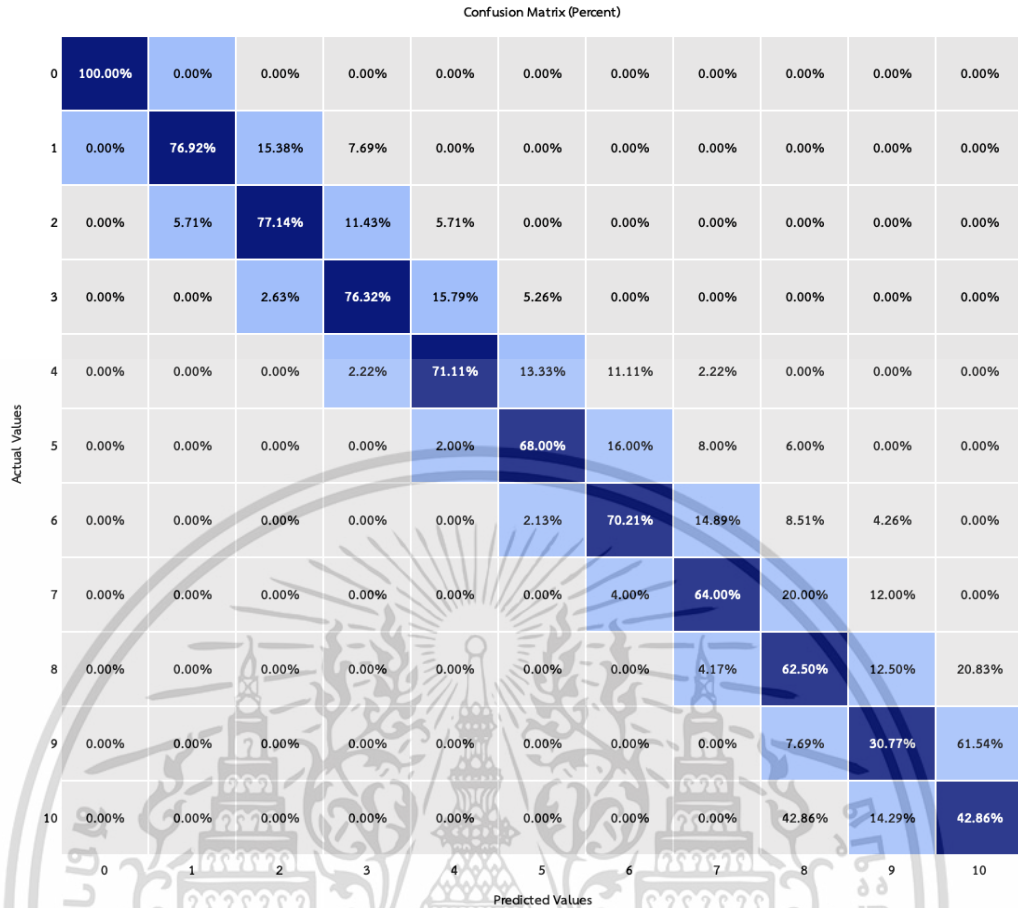 Confusion Matrix (Percent)
0 100.00% 0.00% 0.00% 0.00% 0.00% 0.00% 0.00% 0.00% 0.00% 0.00% 0.00%
1 0.00% 76.92% 15.38% 7.69% 0.00% 0.00% 0.00% 0.00% 0.00% 0.00% 0.00%
2 0.00% 5.71% 77.14% 11.43% 5.71% 0.00% 0.00% 0.00% 0.00% 0.00% 0.00%
3 0.00% 0.00% 2.63% 76.32% 15.79% 5.26% 0.00% 0.00% 0.00% 0.00% 0.00%
4 0.00% 0.00% 0.00% 2.22% 71.11% 13.33% 11.11% 2.22% 0.00% 0.00% 0.00%
Actual Values
5 0.00% 0.00% 0.00% 0.00% 2.00% 68.00% 16.00% 8.00% 6.00% 0.00% 0.00%
6 0.00% 0.00% 0.00% 0.00% 0.00% 2.13% 70.21% 14.89% 8.51% 4.26% 0.00%
7 0.00% 0.00% 0.00% 0.00% 0.00% 0.00% 4.00% 64.00% 20.00% 12.00% 0.00%
8 0.00% 0.00% 0.00% 0.00% 0.00% 0.00% 0.00% 4.17% 62.50% 12.50% 20.83%
9 0.00% 0.00% 0.00% 0.00% 0.00% 0.00% 0.00% 0.00% 7.69% 30.77% 61.54%
10 0.00% 0.00% 0.00% 0.00% 0.00% 0.00% 0.00% 0.00% 42.86% 14.29% 42.86%
0 1 2 3 4 5 6 7 8 9 10
Predicted Values